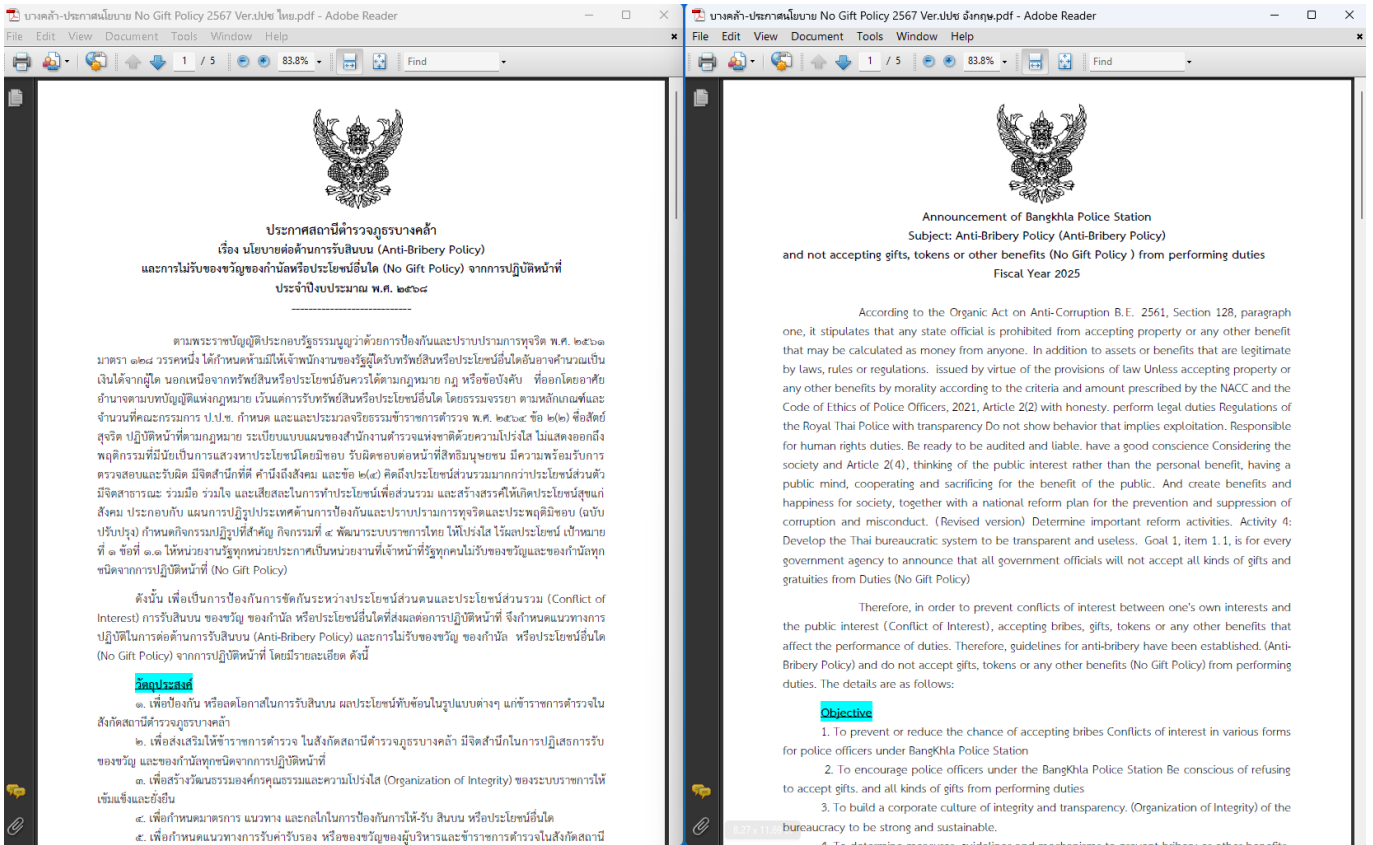 บางคล้า-ประกาศนโยบาย No Gift Policy 2567 Ver.ปปช ไทย.pdf - Adobe Reader
File Edit View Document Tools Window Help
1 / 5 83.8% Find
ประกาศสถานีตำรวจภูธรบางคล้า
เรื่อง นโยบายต่อต้านการรับสินบน (Anti-Bribery Policy)
และการไม่รับของขวัญของกำนัลหรือประโยชน์อื่นใด (No Gift Policy) จากการปฏิบัติหน้าที่
ประจำปีงบประมาณ พ.ศ. ๒๕๖๘
----------------------------
ตามพระราชบัญญัติประกอบรัฐธรรมนูญว่าด้วยการป้องกันและปราบปรามการทุจริต พ.ศ. ๒๕๖๑
มาตรา ๑๒๘ วรรคหนึ่ง ได้กำหนดห้ามมิให้เจ้าพนักงานของรัฐผู้ใดรับทรัพย์สินหรือประโยชน์อื่นใดอันอาจคำนวณเป็น
เงินได้จากผู้ใด นอกเหนือจากทรัพย์สินหรือประโยชน์อันควรได้ตามกฎหมาย กฎ หรือข้อบังคับ ที่ออกโดยอาศัย
อำนาจตามบทบัญญัติแห่งกฎหมาย เว้นแต่การรับทรัพย์สินหรือประโยชน์อื่นใด โดยธรรมจรรยา ตามหลักเกณฑ์และ
จำนวนที่คณะกรรมการ ป.ป.ช. กำหนด และและประมวลจริยธรรมข้าราชการตำรวจ พ.ศ. ๒๕๖๔ ข้อ ๒(๒) ซื่อสัตย์
สุจริต ปฏิบัติหน้าที่ตามกฎหมาย ระเบียบแบบแผนของสำนักงานตำรวจแห่งชาติด้วยความโปร่งใส ไม่แสดงออกถึง
พฤติกรรมที่มีนัยเป็นการแสวงหาประโยชน์โดยมิชอบ รับผิดชอบต่อหน้าที่สิทธิมนุษยชน มีความพร้อมรับการ
ตรวจสอบและรับผิด มีจิตสำนึกที่ดี คำนึงถึงสังคม และข้อ ๒(๔) คิดถึงประโยชน์ส่วนรวมมากกว่าประโยชน์ส่วนตัว
มีจิตสาธารณะ ร่วมมือ ร่วมใจ และเสียสละในการทำประโยชน์เพื่อส่วนรวม และสร้างสรรค์ให้เกิดประโยชน์สุขแก่
สังคม ประกอบกับ แผนการปฏิรูปประเทศด้านการป้องกันและปราบปรามการทุจริตและประพฤติมิชอบ (ฉบับ
ปรับปรุง) กำหนดกิจกรรมปฏิรูปที่สำคัญ กิจกรรมที่ ๔ พัฒนาระบบราชการไทย ให้โปร่งใส ไร้ผลประโยชน์ เป้าหมาย
ที่ ๑ ข้อที่ ๑.๑ ให้หน่วยงานรัฐทุกหน่วยประกาศเป็นหน่วยงานที่เจ้าหน้าที่รัฐทุกคนไม่รับของขวัญและของกำนัลทุก
ชนิดจากการปฏิบัติหน้าที่ (No Gift Policy)
ดังนั้น เพื่อเป็นการป้องกันการขัดกันระหว่างประโยชน์ส่วนตนและประโยชน์ส่วนรวม (Conflict of
Interest) การรับสินบน ของขวัญ ของกำนัล หรือประโยชน์อื่นใดที่ส่งผลต่อการปฏิบัติหน้าที่ จึงกำหนดแนวทางการ
ปฏิบัติในการต่อต้านการรับสินบน (Anti-Bribery Policy) และการไม่รับของขวัญ ของกำนัล หรือประโยชน์อื่นใด
(No Gift Policy) จากการปฏิบัติหน้าที่ โดยมีรายละเอียด ดังนี้
วัตถุประสงค์
๑. เพื่อป้องกัน หรือลดโอกาสในการรับสินบน ผลประโยชน์ทับซ้อนในรูปแบบต่างๆ แก่ข้าราชการตำรวจใน
สังกัดสถานีตำรวจภูธรบางคล้า
๒. เพื่อส่งเสริมให้ข้าราชการตำรวจ ในสังกัดสถานีตำรวจภูธรบางคล้า มีจิตสำนึกในการปฏิเสธการรับ
ของขวัญ และของกำนัลทุกชนิดจากการปฏิบัติหน้าที่
๓. เพื่อสร้างวัฒนธรรมองค์กรคุณธรรมและความโปร่งใส (Organization of Integrity) ของระบบราชการให้
เข้มแข็งและยั่งยืน
๔. เพื่อกำหนดมาตรการ แนวทาง และกลไกในการป้องกันการให้-รับ สินบน หรือประโยชน์อื่นใด
๕. เพื่อกำหนดแนวทางการรับค่ารับรอง หรือของขวัญของผู้บริหารและข้าราชการตำรวจในสังกัดสถานี
บางคล้า-ประกาศนโยบาย No Gift Policy 2567 Ver.ปปช อังกฤษ.pdf - Adobe Reader
File Edit View Document Tools Window Help
1 / 5 83.8% Find
Announcement of Bangkhla Police Station
Subject: Anti-Bribery Policy (Anti-Bribery Policy)
and not accepting gifts, tokens or other benefits (No Gift Policy ) from performing duties
Fiscal Year 2025
According to the Organic Act on Anti-Corruption B.E. 2561, Section 128, paragraph
one, it stipulates that any state official is prohibited from accepting property or any other benefit
that may be calculated as money from anyone. In addition to assets or benefits that are legitimate
by laws, rules or regulations. issued by virtue of the provisions of law Unless accepting property or
any other benefits by morality according to the criteria and amount prescribed by the NACC and the
Code of Ethics of Police Officers, 2021, Article 2(2) with honesty. perform legal duties Regulations of
the Royal Thai Police with transparency Do not show behavior that implies exploitation. Responsible
for human rights duties. Be ready to be audited and liable. have a good conscience Considering the
society and Article 2(4), thinking of the public interest rather than the personal benefit, having a
public mind, cooperating and sacrificing for the benefit of the public. And create benefits and
happiness for society, together with a national reform plan for the prevention and suppression of
corruption and misconduct. (Revised version) Determine important reform activities. Activity 4:
Develop the Thai bureaucratic system to be transparent and useless. Goal 1, item 1.1, is for every
government agency to announce that all government officials will not accept all kinds of gifts and
gratuities from Duties (No Gift Policy)
Therefore, in order to prevent conflicts of interest between one's own interests and
the public interest (Conflict of Interest), accepting bribes, gifts, tokens or any other benefits that
affect the performance of duties. Therefore, guidelines for anti-bribery have been established. (Anti-
Bribery Policy) and do not accept gifts, tokens or any other benefits (No Gift Policy) from performing
duties. The details are as follows:
Objective
1. To prevent or reduce the chance of accepting bribes Conflicts of interest in various forms
for police officers under BangKhla Police Station
2. To encourage police officers under the BangKhla Police Station Be conscious of refusing
to accept gifts. and all kinds of gifts from performing duties
3. To build a corporate culture of integrity and transparency. (Organization of Integrity) of the
bureaucracy to be strong and sustainable.
4. To determine measures, guidelines and mechanisms to prevent bribery or other benefits.
8.27 x 11.69